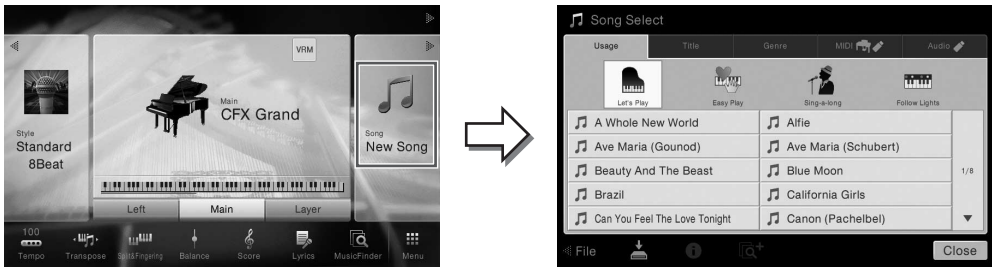 VRM
Style
Standard
8Beat
Main
CFX Grand
Song
New Song
Left
Main
Layer
100
Tempo
Transpose
Split&Fingering
Balance
Score
Lyrics
MusicFinder
Menu
Song Select
Usage
Title
Genre
MIDI
Audio
Let's Play
Easy Play
Sing-a-long
Follow Lights
A Whole New World
Alfie
Ave Maria (Gounod)
Ave Maria (Schubert)
Beauty And The Beast
Blue Moon
1/8
Brazil
California Girls
Can You Feel The Love Tonight
Canon (Pachelbel)
File
Close